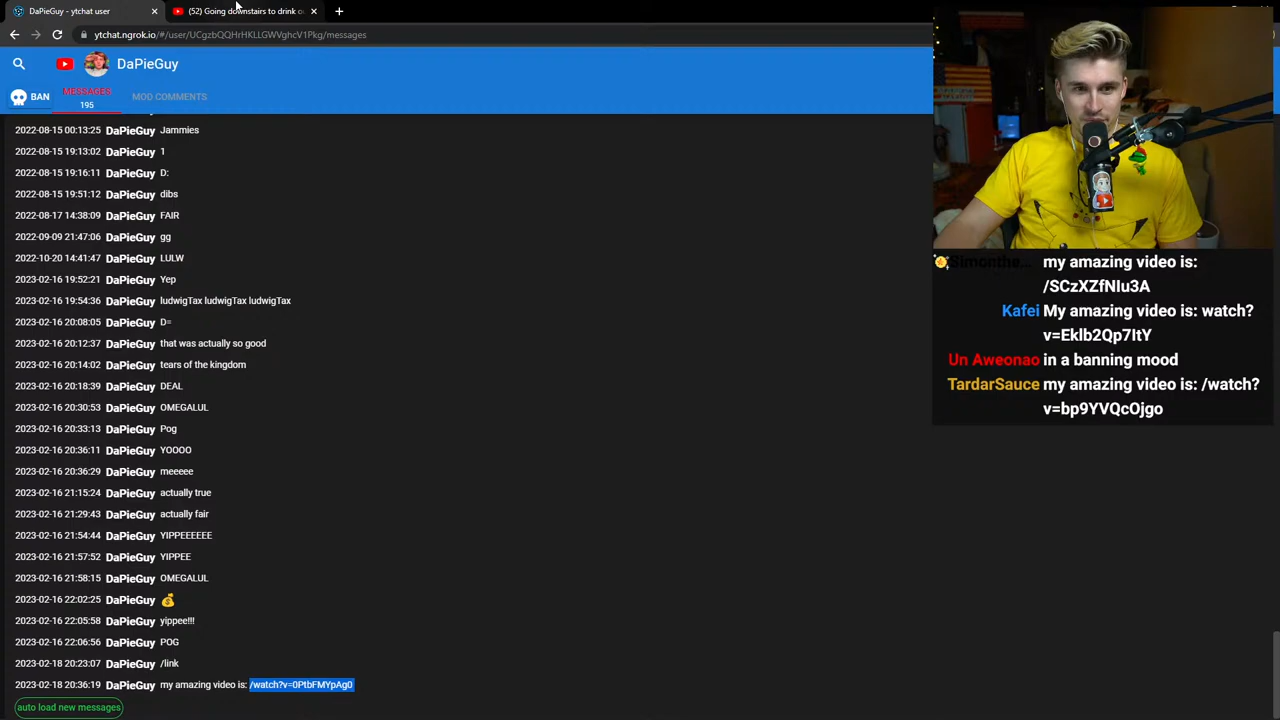 DaPieGuy - ytchat user
(52) Going downstairs to drink o
ytchat.ngrok.io/#/user/UCgzbQQHrHKLLGWVghcV1Pkg/messages
DaPieGuy
BAN
MESSAGES
195
MOD COMMENTS
2022-08-15 00:13:25 DaPieGuy Jammies
2022-08-15 19:13:02 DaPieGuy 1
2022-08-15 19:16:11 DaPieGuy D:
2022-08-15 19:51:12 DaPieGuy dibs
2022-08-17 14:38:09 DaPieGuy FAIR
2022-09-09 21:47:06 DaPieGuy gg
2022-10-20 14:41:47 DaPieGuy LULW
2023-02-16 19:52:21 DaPieGuy Yep
2023-02-16 19:54:36 DaPieGuy ludwigTax ludwigTax ludwigTax
2023-02-16 20:08:05 DaPieGuy D=
2023-02-16 20:12:37 DaPieGuy that was actually so good
2023-02-16 20:14:02 DaPieGuy tears of the kingdom
2023-02-16 20:18:39 DaPieGuy DEAL
2023-02-16 20:30:53 DaPieGuy OMEGALUL
2023-02-16 20:33:13 DaPieGuy Pog
2023-02-16 20:36:11 DaPieGuy YOOOO
2023-02-16 20:36:29 DaPieGuy meeeee
2023-02-16 21:15:24 DaPieGuy actually true
2023-02-16 21:29:43 DaPieGuy actually fair
2023-02-16 21:54:44 DaPieGuy YIPPEEEEEE
2023-02-16 21:57:52 DaPieGuy YIPPEE
2023-02-16 21:58:15 DaPieGuy OMEGALUL
2023-02-16 22:02:25 DaPieGuy 💰
2023-02-16 22:05:58 DaPieGuy yippee!!!
2023-02-16 22:06:56 DaPieGuy POG
2023-02-18 20:23:07 DaPieGuy /link
2023-02-18 20:36:19 DaPieGuy my amazing video is: /watch?v=0PtbFMYpAg0
auto load new messages
Simonthe... my amazing video is:
/SCzXZfNIu3A
Kafei My amazing video is: watch?
v=Eklb2Qp7ItY
Un Aweonao in a banning mood
TardarSauce my amazing video is: /watch?
v=bp9YVQcOjgo